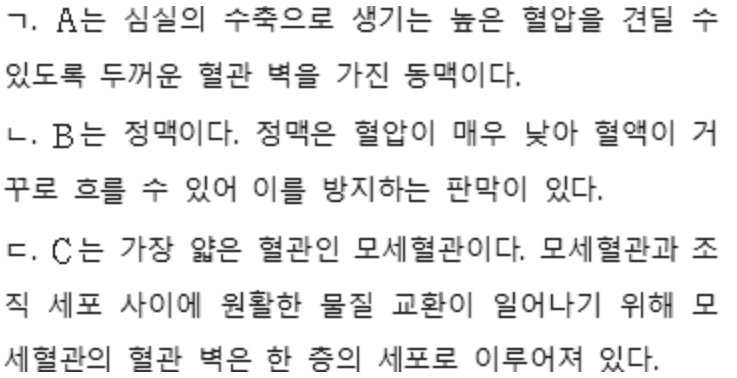 ㄱ. A는 심실의 수축으로 생기는 높은 혈압을 견딜 수
있도록 두꺼운 혈관 벽을 가진 동맥이다.
ㄴ. B는 정맥이다. 정맥은 혈압이 매우 낮아 혈액이 거
꾸로 흐를 수 있어 이를 방지하는 판막이 있다.
ㄷ. C는 가장 얇은 혈관인 모세혈관이다. 모세혈관과 조
직 세포 사이에 원활한 물질 교환이 일어나기 위해 모
세혈관의 혈관 벽은 한 층의 세포로 이루어져 있다.